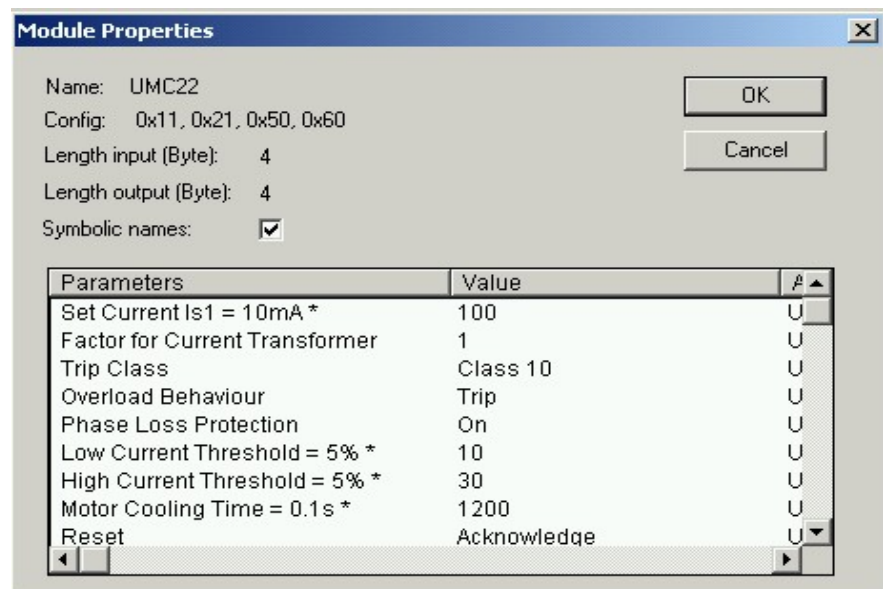 Module Properties
Name: UMC22
OK
Config: 0x11, 0x21, 0x50, 0x60
Length input (Byte): 4
Cancel
Length output (Byte): 4
Symbolic names:
Parameters Value
Set Current Is1 = 10mA * 100 U
Factor for Current Transformer 1 U
Trip Class Class 10 U
Overload Behaviour Trip U
Phase Loss Protection On U
Low Current Threshold = 5% * 10 U
High Current Threshold = 5% * 30 U
Motor Cooling Time = 0.1s * 1200 U
Reset Acknowledge U